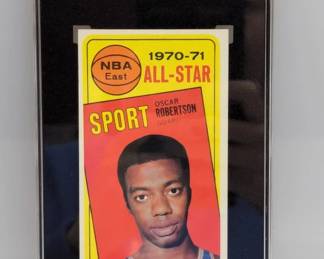 NBA
East
1970-71
ALL-STAR
SPORT
OSCAR
ROBERTSON